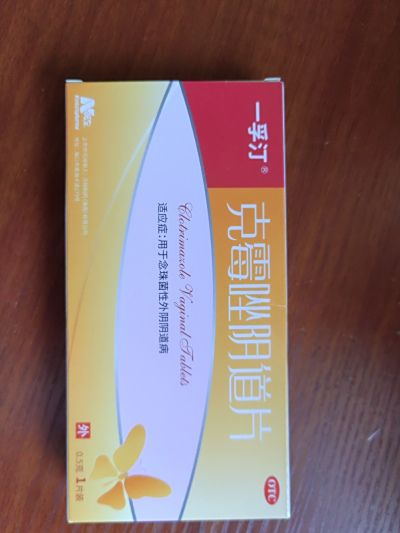 一孚汀®
克霉唑阴道片
Clotrimazole Vaginal Tablets
适应症:用于念珠菌性外阴阴道病
OTC
外
0.5克 1片装